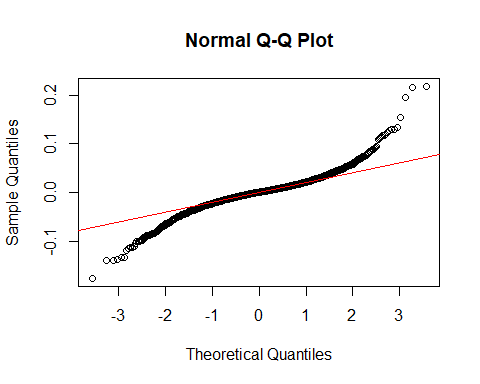 Normal Q-Q Plot
Sample Quantiles
0.2
0.1
0.0
-0.1
-3 -2 -1 0 1 2 3
Theoretical Quantiles